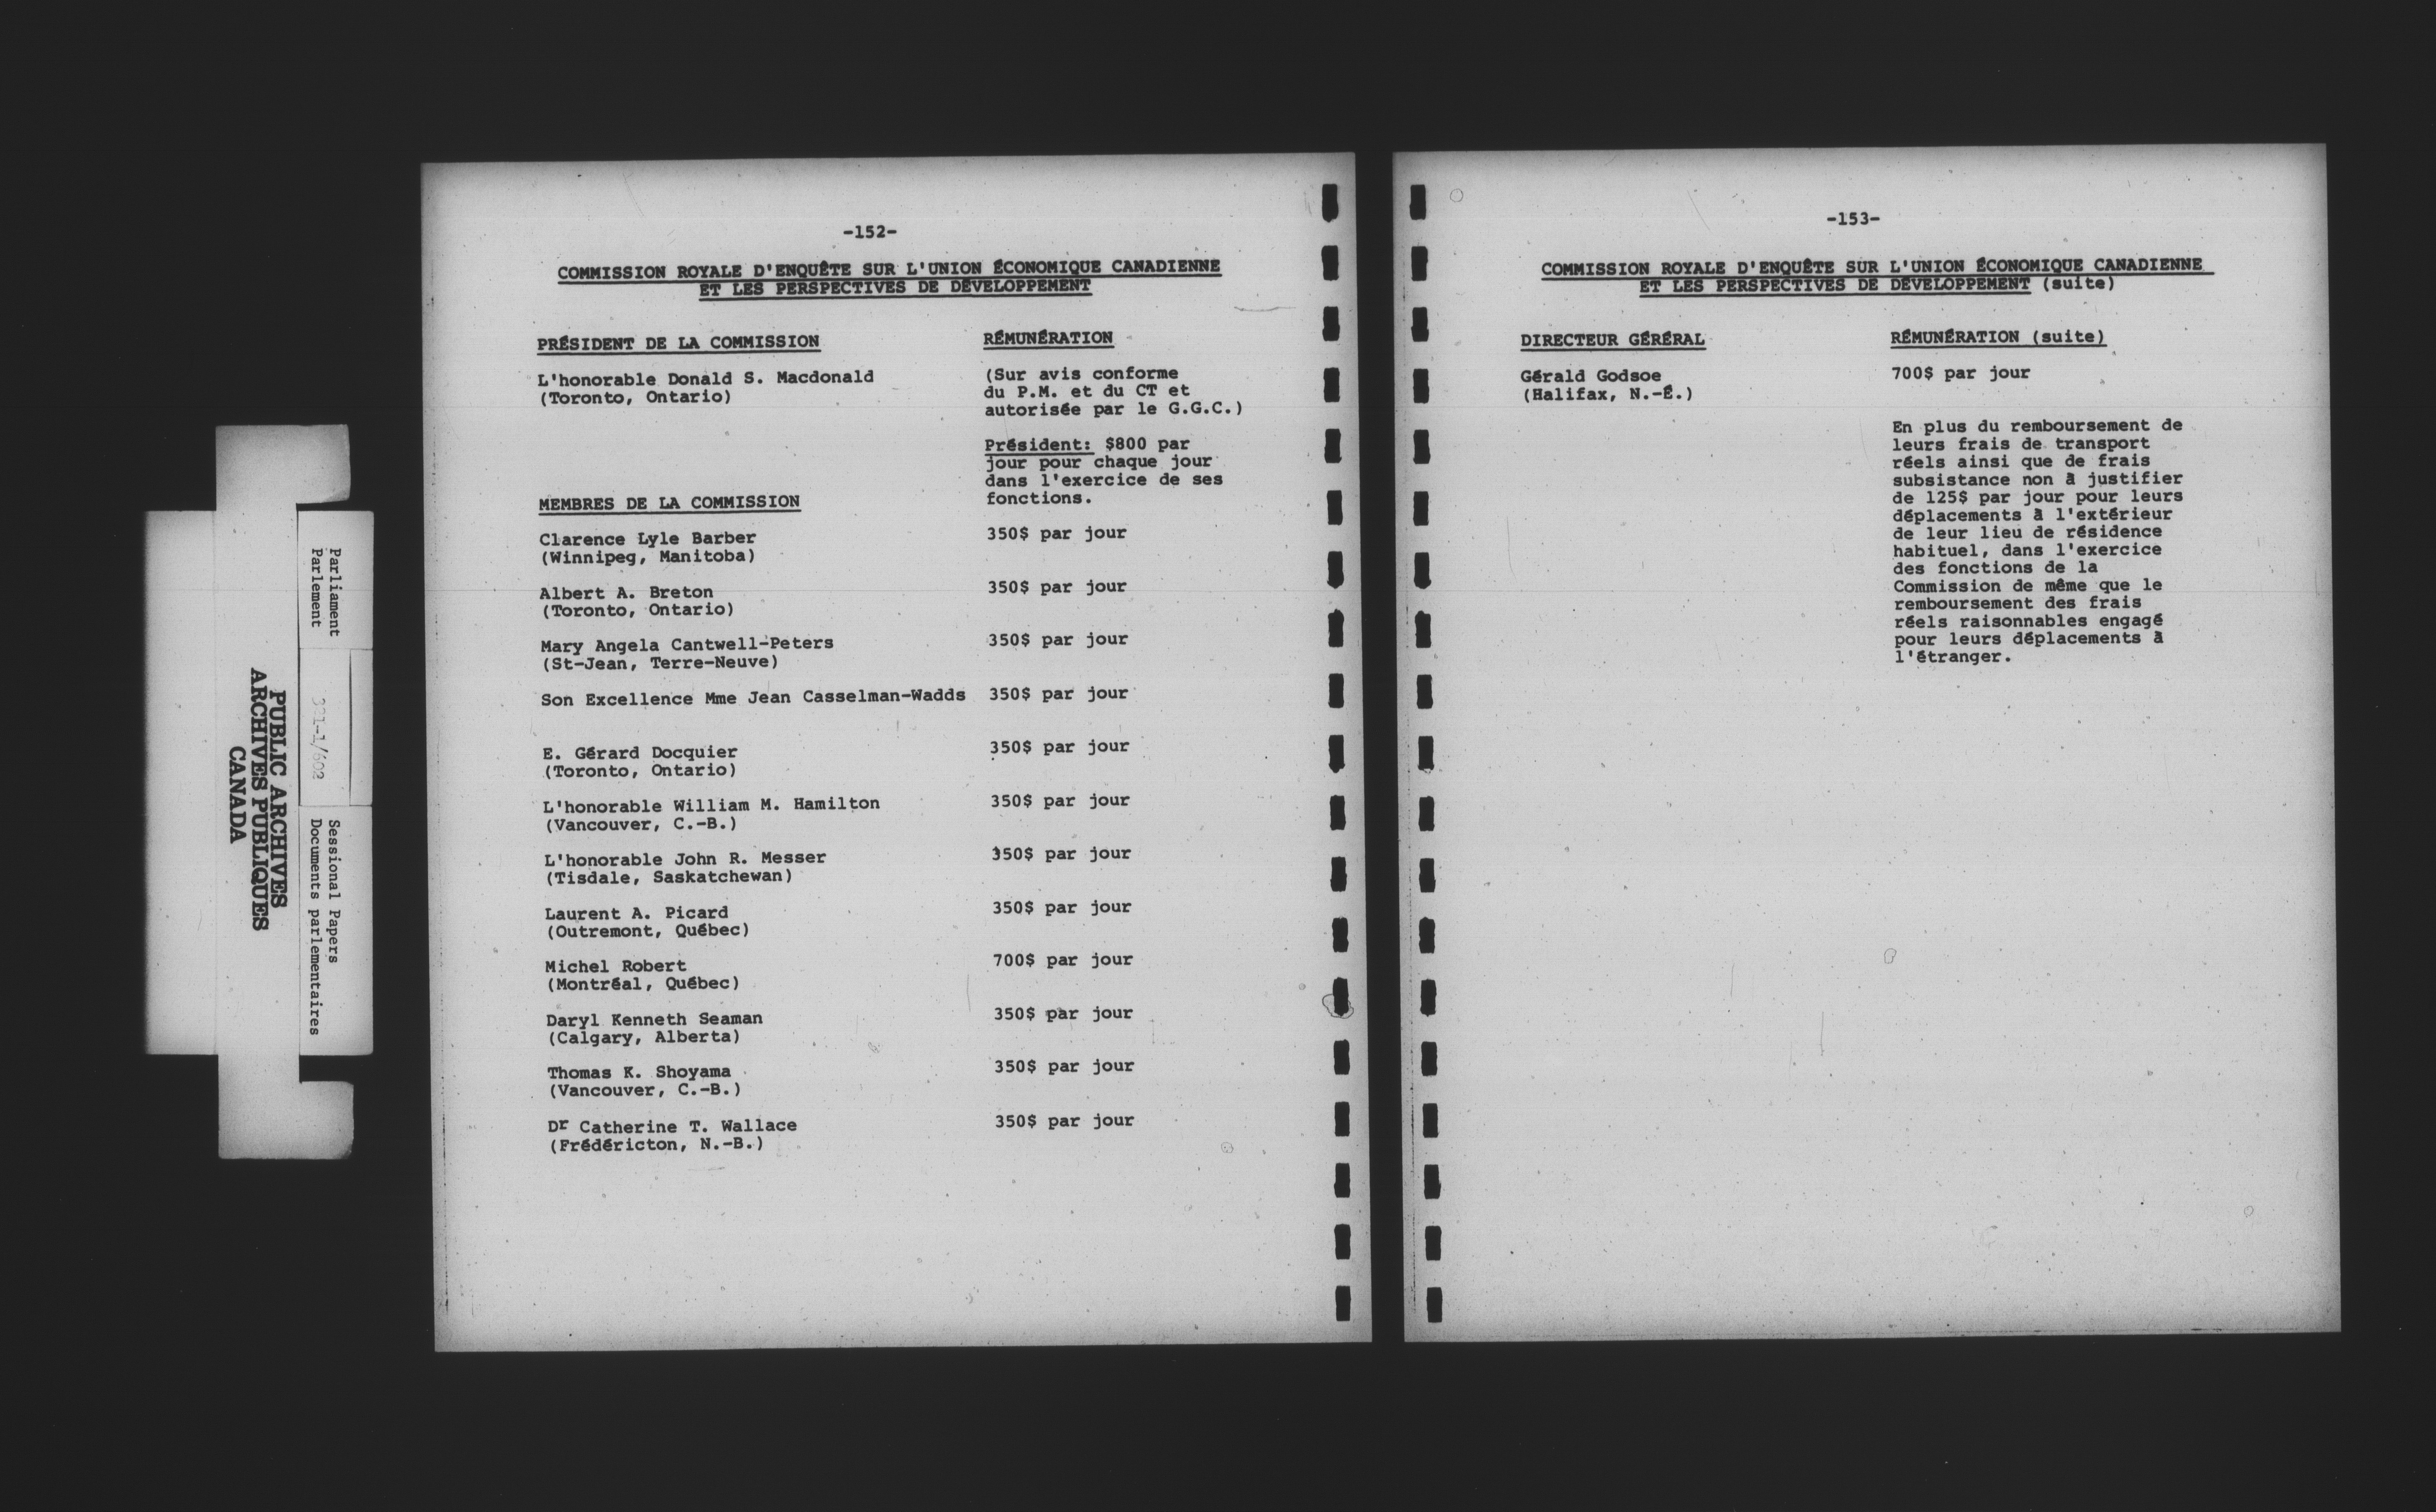 Parliament
Parlement
321-1/602
Sessional Papers
Documents parlementaires
PUBLIC ARCHIVES
ARCHIVES PUBLIQUES
CANADA
-152-
COMMISSION ROYALE D'ENQUÊTE SUR L'UNION ÉCONOMIQUE CANADIENNE
ET LES PERSPECTIVES DE DEVELOPPEMENT
PRÉSIDENT DE LA COMMISSION
RÉMUNÉRATION
L'honorable Donald S. Macdonald
(Toronto, Ontario)
(Sur avis conforme
du P.M. et du CT et
autorisée par le G.G.C.)
Président: $800 par
jour pour chaque jour
dans l'exercice de ses
fonctions.
MEMBRES DE LA COMMISSION
Clarence Lyle Barber 350$ par jour
(Winnipeg, Manitoba)
Albert A. Breton 350$ par jour
(Toronto, Ontario)
Mary Angela Cantwell-Peters 350$ par jour
(St-Jean, Terre-Neuve)
Son Excellence Mme Jean Casselman-Wadds 350$ par jour
E. Gérard Docquier 350$ par jour
(Toronto, Ontario)
L'honorable William M. Hamilton 350$ par jour
(Vancouver, C.-B.)
L'honorable John R. Messer 350$ par jour
(Tisdale, Saskatchewan)
Laurent A. Picard 350$ par jour
(Outremont, Québec)
Michel Robert 700$ par jour
(Montréal, Québec)
Daryl Kenneth Seaman 350$ par jour
(Calgary, Alberta)
Thomas K. Shoyama 350$ par jour
(Vancouver, C.-B.)
Dr Catherine T. Wallace 350$ par jour
(Frédéricton, N.-B.)
-153-
COMMISSION ROYALE D'ENQUÊTE SUR L'UNION ÉCONOMIQUE CANADIENNE
ET LES PERSPECTIVES DE DEVELOPPEMENT (suite)
DIRECTEUR GÉRÉRAL
RÉMUNÉRATION (suite)
Gérald Godsoe 700$ par jour
(Halifax, N.-É.)
En plus du remboursement de
leurs frais de transport
réels ainsi que de frais
subsistance non à justifier
de 125$ par jour pour leurs
déplacements à l'extérieur
de leur lieu de résidence
habituel, dans l'exercice
des fonctions de la
Commission de même que le
remboursement des frais
réels raisonnables engagé
pour leurs déplacements à
l'étranger.